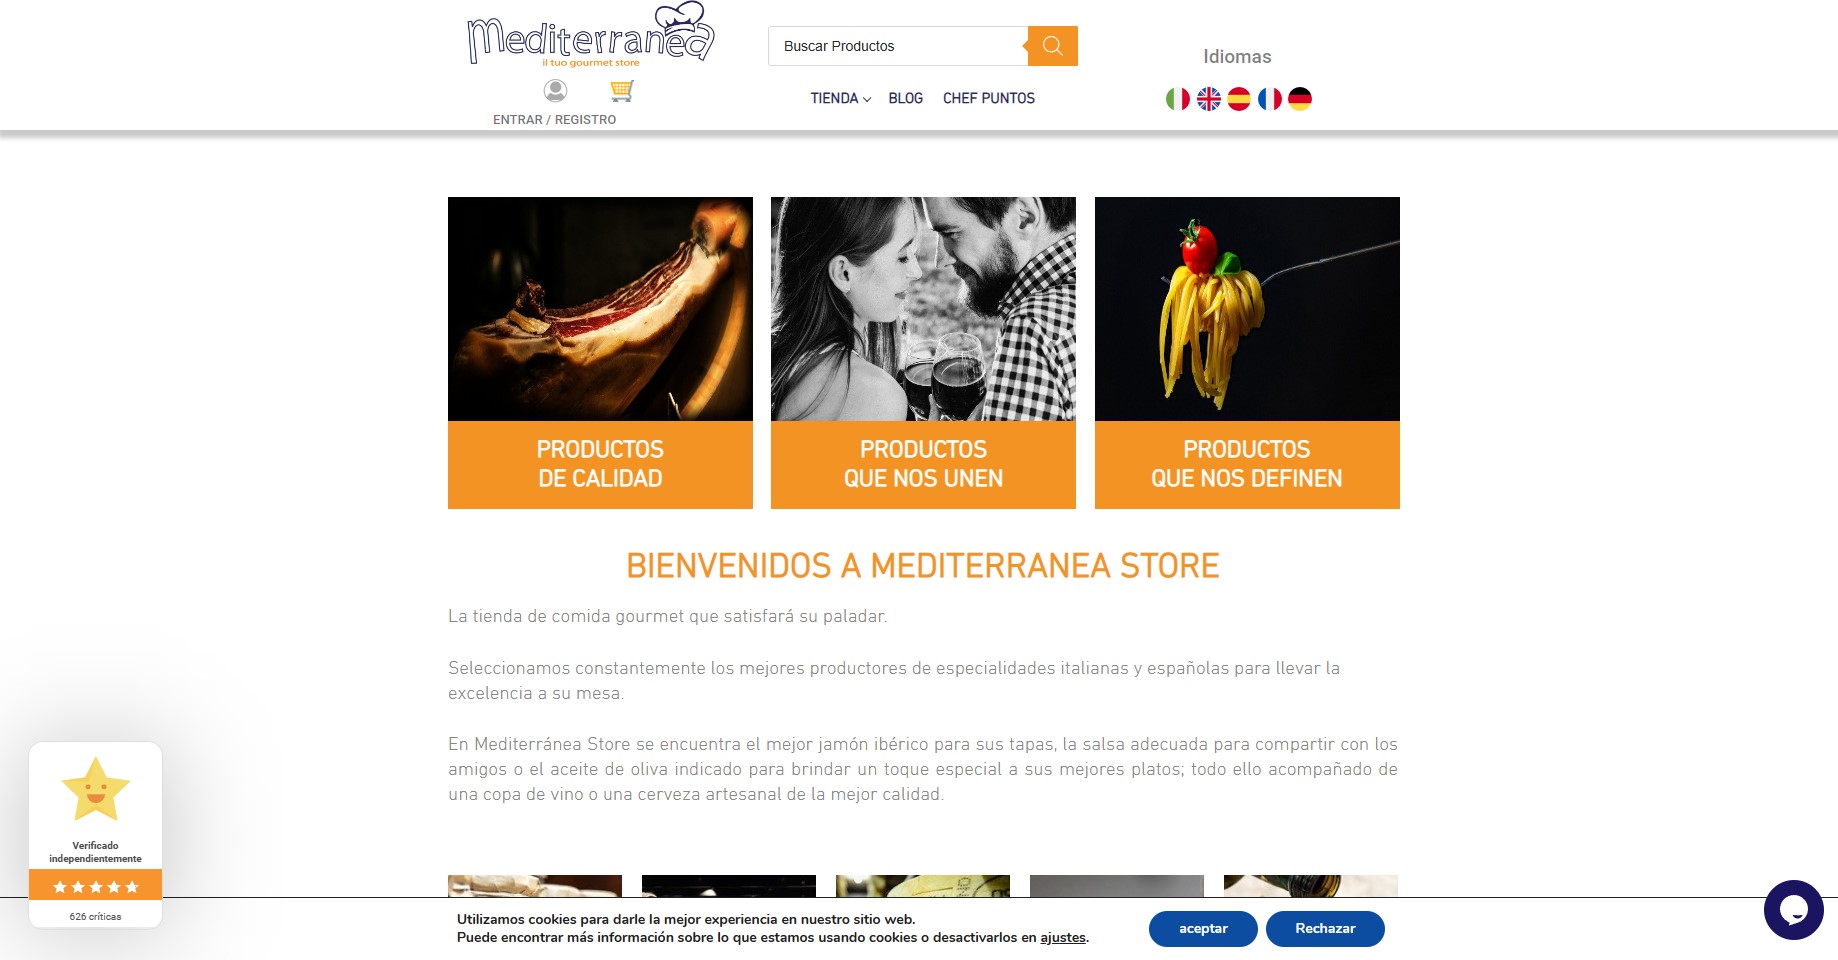 Mediterranea
il tuo gourmet store
ENTRAR / REGISTRO
Buscar Productos
TIENDA
BLOG
CHEF PUNTOS
Idiomas
PRODUCTOS
DE CALIDAD
PRODUCTOS
QUE NOS UNEN
PRODUCTOS
QUE NOS DEFINEN
BIENVENIDOS A MEDITERRANEA STORE
La tienda de comida gourmet que satisfará su paladar.
Seleccionamos constantemente los mejores productores de especialidades italianas y españolas para llevar la
excelencia a su mesa.
En Mediterránea Store se encuentra el mejor jamón ibérico para sus tapas, la salsa adecuada para compartir con los
amigos o el aceite de oliva indicado para brindar un toque especial a sus mejores platos; todo ello acompañado de
una copa de vino o una cerveza artesanal de la mejor calidad.
Verificado
independientemente
626 críticas
Utilizamos cookies para darle la mejor experiencia en nuestro sitio web.
Puede encontrar más información sobre lo que estamos usando cookies o desactivarlos en ajustes.
aceptar
Rechazar